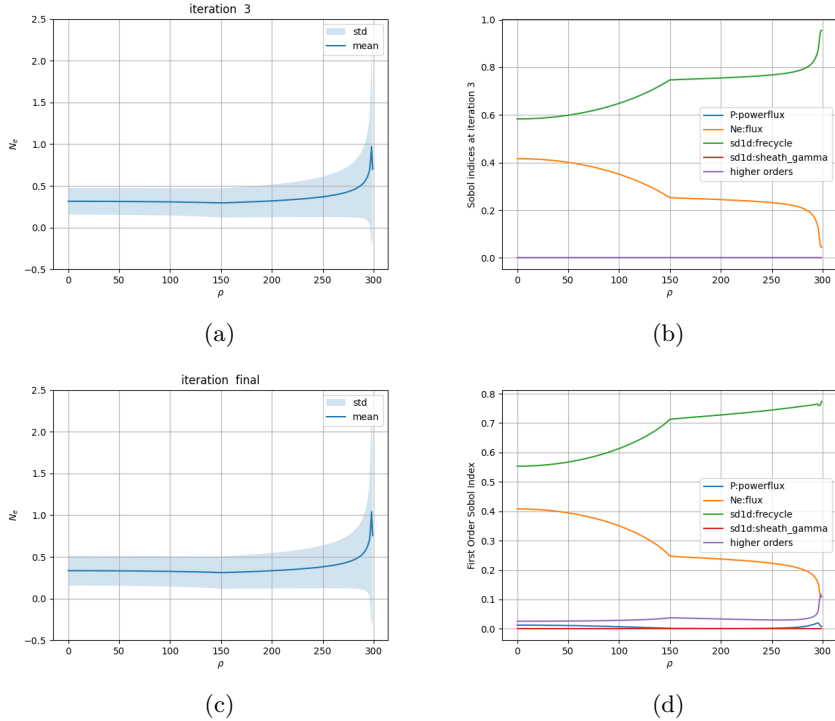 iteration 3
2.5
2.0
1.5
1.0
0.5
0.0
−0.5
N_e
std
mean
0 50 100 150 200 250 300
ρ
(a)
1.0
0.8
0.6
0.4
0.2
0.0
Sobol indices at iteration 3
P:powerflux
Ne:flux
sd1d:frecycle
sd1d:sheath_gamma
higher orders
0 50 100 150 200 250 300
ρ
(b)
iteration final
2.5
2.0
1.5
1.0
0.5
0.0
−0.5
N_e
std
mean
0 50 100 150 200 250 300
ρ
(c)
0.8
0.7
0.6
0.5
0.4
0.3
0.2
0.1
0.0
First Order Sobol Index
P:powerflux
Ne:flux
sd1d:frecycle
sd1d:sheath_gamma
higher orders
0 50 100 150 200 250 300
ρ
(d)